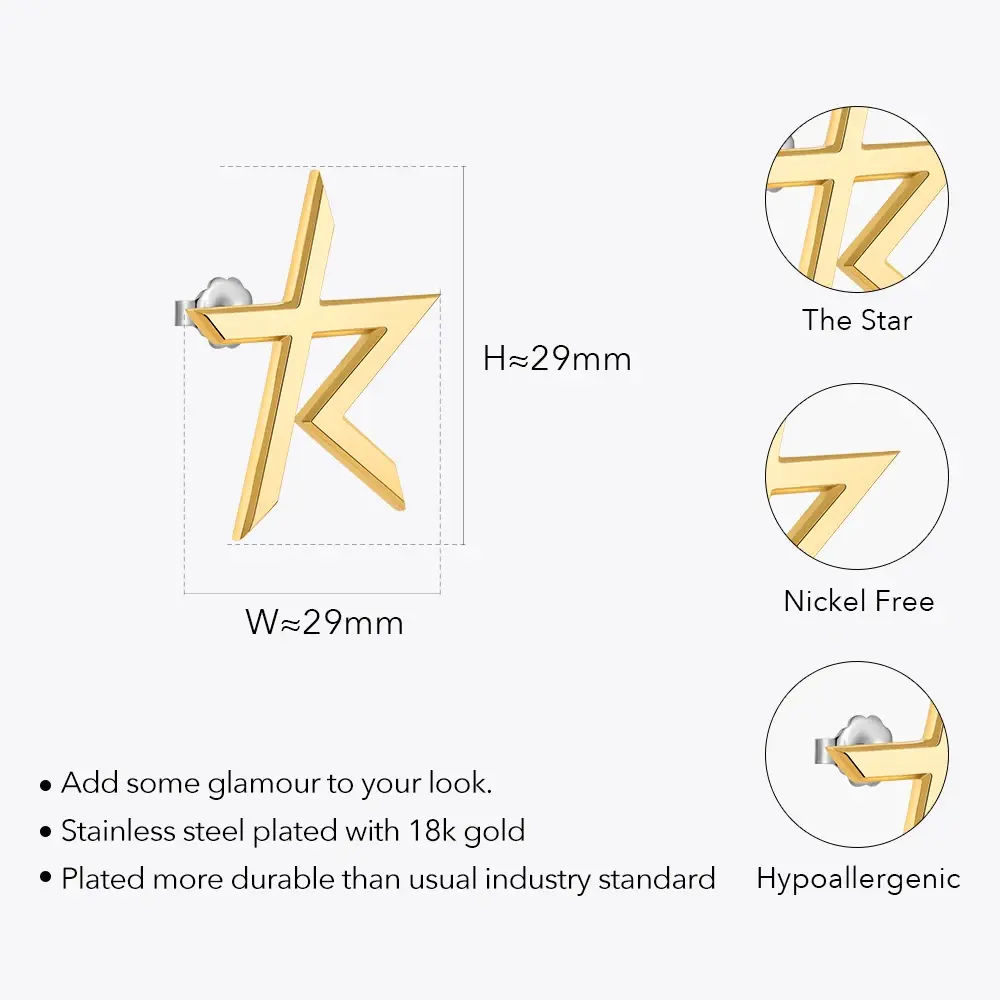 The Star
H≈29mm
Nickel Free
W≈29mm
• Add some glamour to your look.
• Stainless steel plated with 18k gold
• Plated more durable than usual industry standard
Hypoallergenic